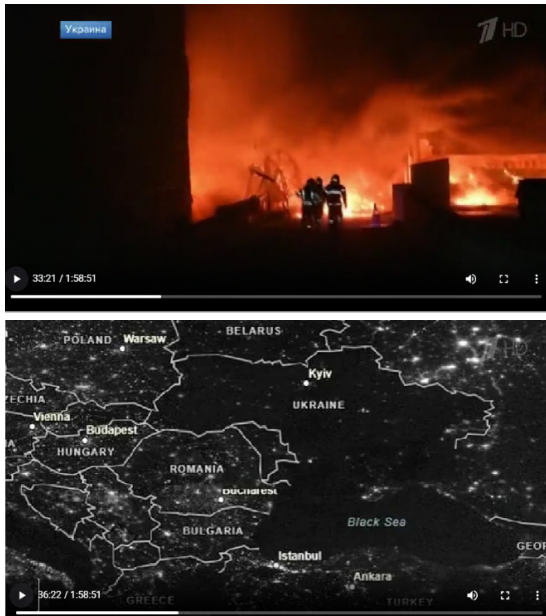 Украина
HD
33:21 / 1:58:51
HD
POLAND
Warsaw
BELARUS
Kyiv
UKRAINE
Vienna
Budapest
HUNGARY
ROMANIA
Bucharest
BULGARIA
Black Sea
Istanbul
Ankara
GREECE
TURKEY
36:22 / 1:58:51